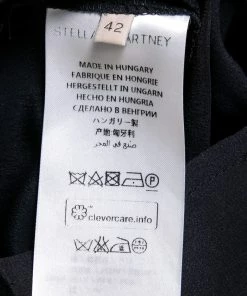 42
STELLA McCARTNEY
MADE IN HUNGARY
FABRIQUE EN HONGRIE
HERGESTELLT IN UNGARN
HECHO EN HUNGRIA
СДЕЛАНО В ВЕНГРИИ
ハンガリー製
产地：匈牙利
صنع في المجر
clevercare.info